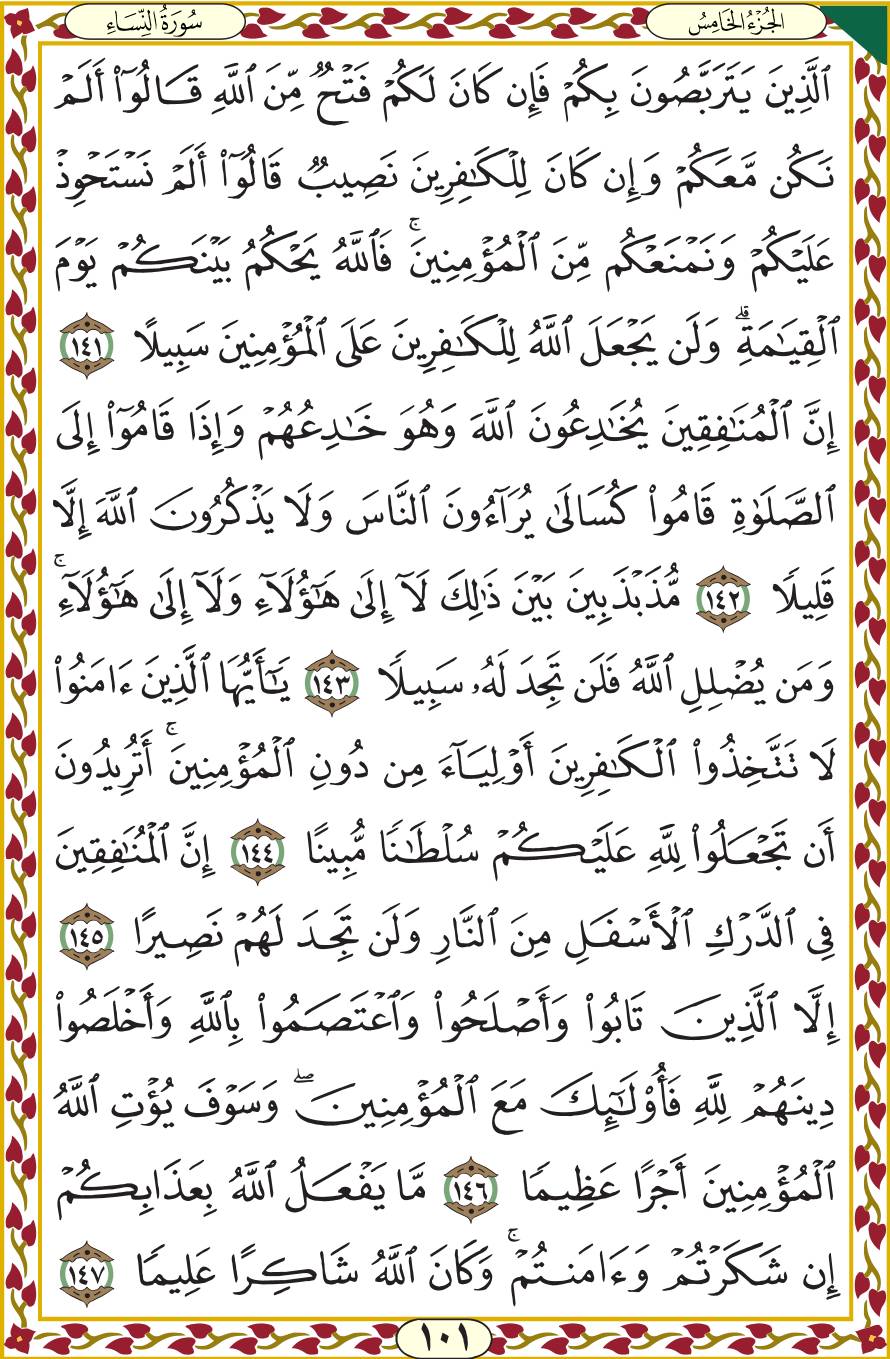 الجُزْءُ الخَامِسُ
سُورَةُ النِّسَاءِ
ٱلَّذِينَ يَتَرَبَّصُونَ بِكُمْ فَإِن كَانَ لَكُمْ فَتْحٌ مِّنَ ٱللَّهِ قَالُوٓا۟ أَلَمْ
نَكُن مَّعَكُمْ وَإِن كَانَ لِلْكَـٰفِرِينَ نَصِيبٌ قَالُوٓا۟ أَلَمْ نَسْتَحْوِذْ
عَلَيْكُمْ وَنَمْنَعْكُم مِّنَ ٱلْمُؤْمِنِينَ ۚ فَٱللَّهُ يَحْكُمُ بَيْنَكُمْ يَوْمَ
ٱلْقِيَـٰمَةِ ۗ وَلَن يَجْعَلَ ٱللَّهُ لِلْكَـٰفِرِينَ عَلَى ٱلْمُؤْمِنِينَ سَبِيلًا ١٤١
إِنَّ ٱلْمُنَـٰفِقِينَ يُخَـٰدِعُونَ ٱللَّهَ وَهُوَ خَـٰدِعُهُمْ وَإِذَا قَامُوٓا۟ إِلَى
ٱلصَّلَوٰةِ قَامُوا۟ كُسَالَىٰ يُرَآءُونَ ٱلنَّاسَ وَلَا يَذْكُرُونَ ٱللَّهَ إِلَّا
قَلِيلًا ١٤٢ مُّذَبْذَبِينَ بَيْنَ ذَٰلِكَ لَآ إِلَىٰ هَـٰٓؤُلَآءِ وَلَآ إِلَىٰ هَـٰٓؤُلَآءِ ۚ
وَمَن يُضْلِلِ ٱللَّهُ فَلَن تَجِدَ لَهُۥ سَبِيلًا ١٤٣ يَـٰٓأَيُّهَا ٱلَّذِينَ ءَامَنُوا۟
لَا تَتَّخِذُوا۟ ٱلْكَـٰفِرِينَ أَوْلِيَآءَ مِن دُونِ ٱلْمُؤْمِنِينَ ۚ أَتُرِيدُونَ
أَن تَجْعَلُوا۟ لِلَّهِ عَلَيْكُمْ سُلْطَـٰنًا مُّبِينًا ١٤٤ إِنَّ ٱلْمُنَـٰفِقِينَ
فِى ٱلدَّرْكِ ٱلْأَسْفَلِ مِنَ ٱلنَّارِ وَلَن تَجِدَ لَهُمْ نَصِيرًا ١٤٥
إِلَّا ٱلَّذِينَ تَابُوا۟ وَأَصْلَحُوا۟ وَٱعْتَصَمُوا۟ بِٱللَّهِ وَأَخْلَصُوا۟
دِينَهُمْ لِلَّهِ فَأُو۟لَـٰٓئِكَ مَعَ ٱلْمُؤْمِنِينَ ۖ وَسَوْفَ يُؤْتِ ٱللَّهُ
ٱلْمُؤْمِنِينَ أَجْرًا عَظِيمًا ١٤٦ مَّا يَفْعَلُ ٱللَّهُ بِعَذَابِكُمْ
إِن شَكَرْتُمْ وَءَامَنتُمْ ۚ وَكَانَ ٱللَّهُ شَاكِرًا عَلِيمًا ١٤٧
١٠١